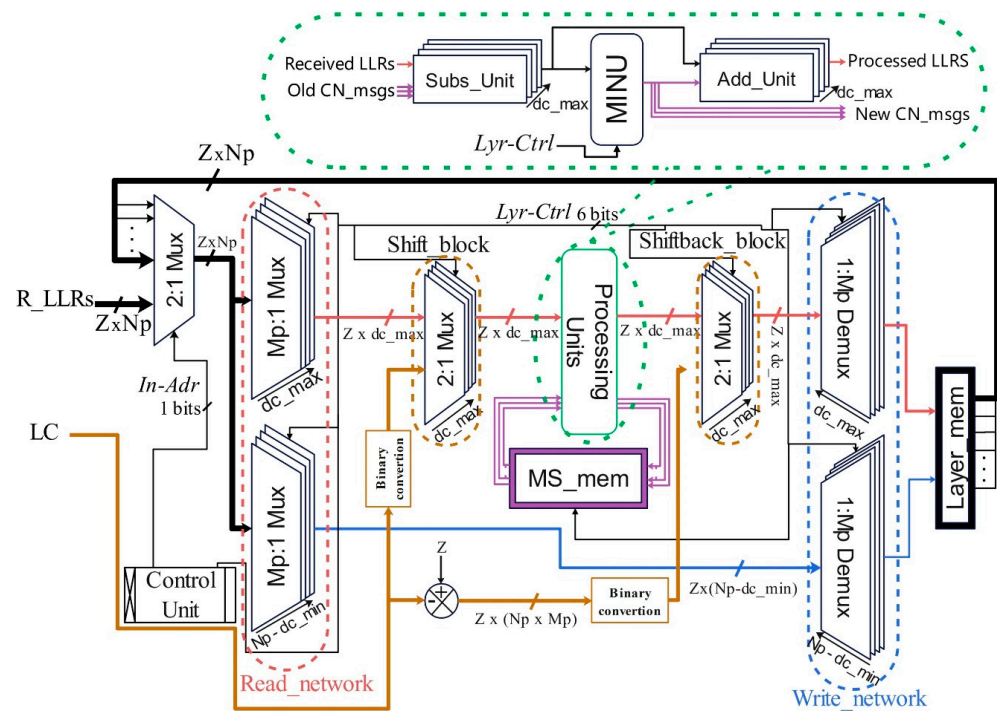 Received LLRs
Old CN_msgs
Subs_Unit
dc_max
MINU
Add_Unit
dc_max
Processed LLRS
New CN_msgs
Lyr-Ctrl
ZxNp
Lyr-Ctrl 6 bits
2:1 Mux
ZxNp
R_LLRs
ZxNp
In-Adr
1 bits
LC
Mp:1 Mux
dc_max
Mp:1 Mux
Np-dc_min
Control
Unit
Read_network
Z x dc_max
Shift_block
2:1 Mux
dc_max
Z x dc_max
Binary
convertion
Processing
Units
MS_mem
Z x dc_max
Shiftback_block
2:1 Mux
dc_max
Z x dc_max
Z
-
+
Z x (Np x Mp)
Binary
convertion
Zx(Np-dc_min)
1:Mp Demux
dc_max
1:Mp Demux
Np-dc_min
Write_network
Layer_mem